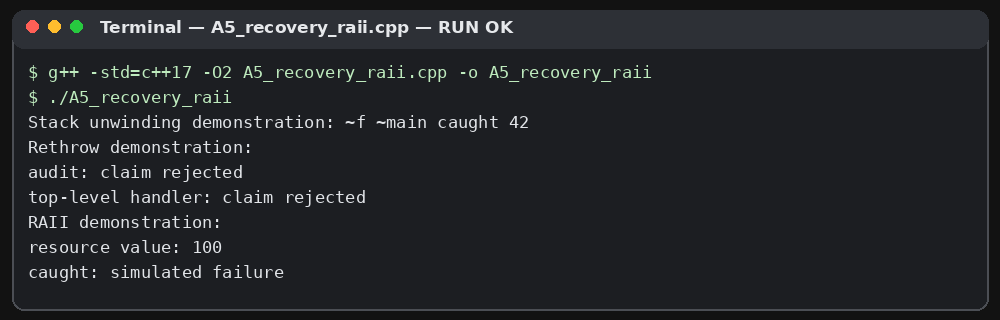 Terminal — A5_recovery_raii.cpp — RUN OK
$ g++ -std=c++17 -O2 A5_recovery_raii.cpp -o A5_recovery_raii
$ ./A5_recovery_raii
Stack unwinding demonstration: ~f ~main caught 42
Rethrow demonstration:
audit: claim rejected
top-level handler: claim rejected
RAII demonstration:
resource value: 100
caught: simulated failure